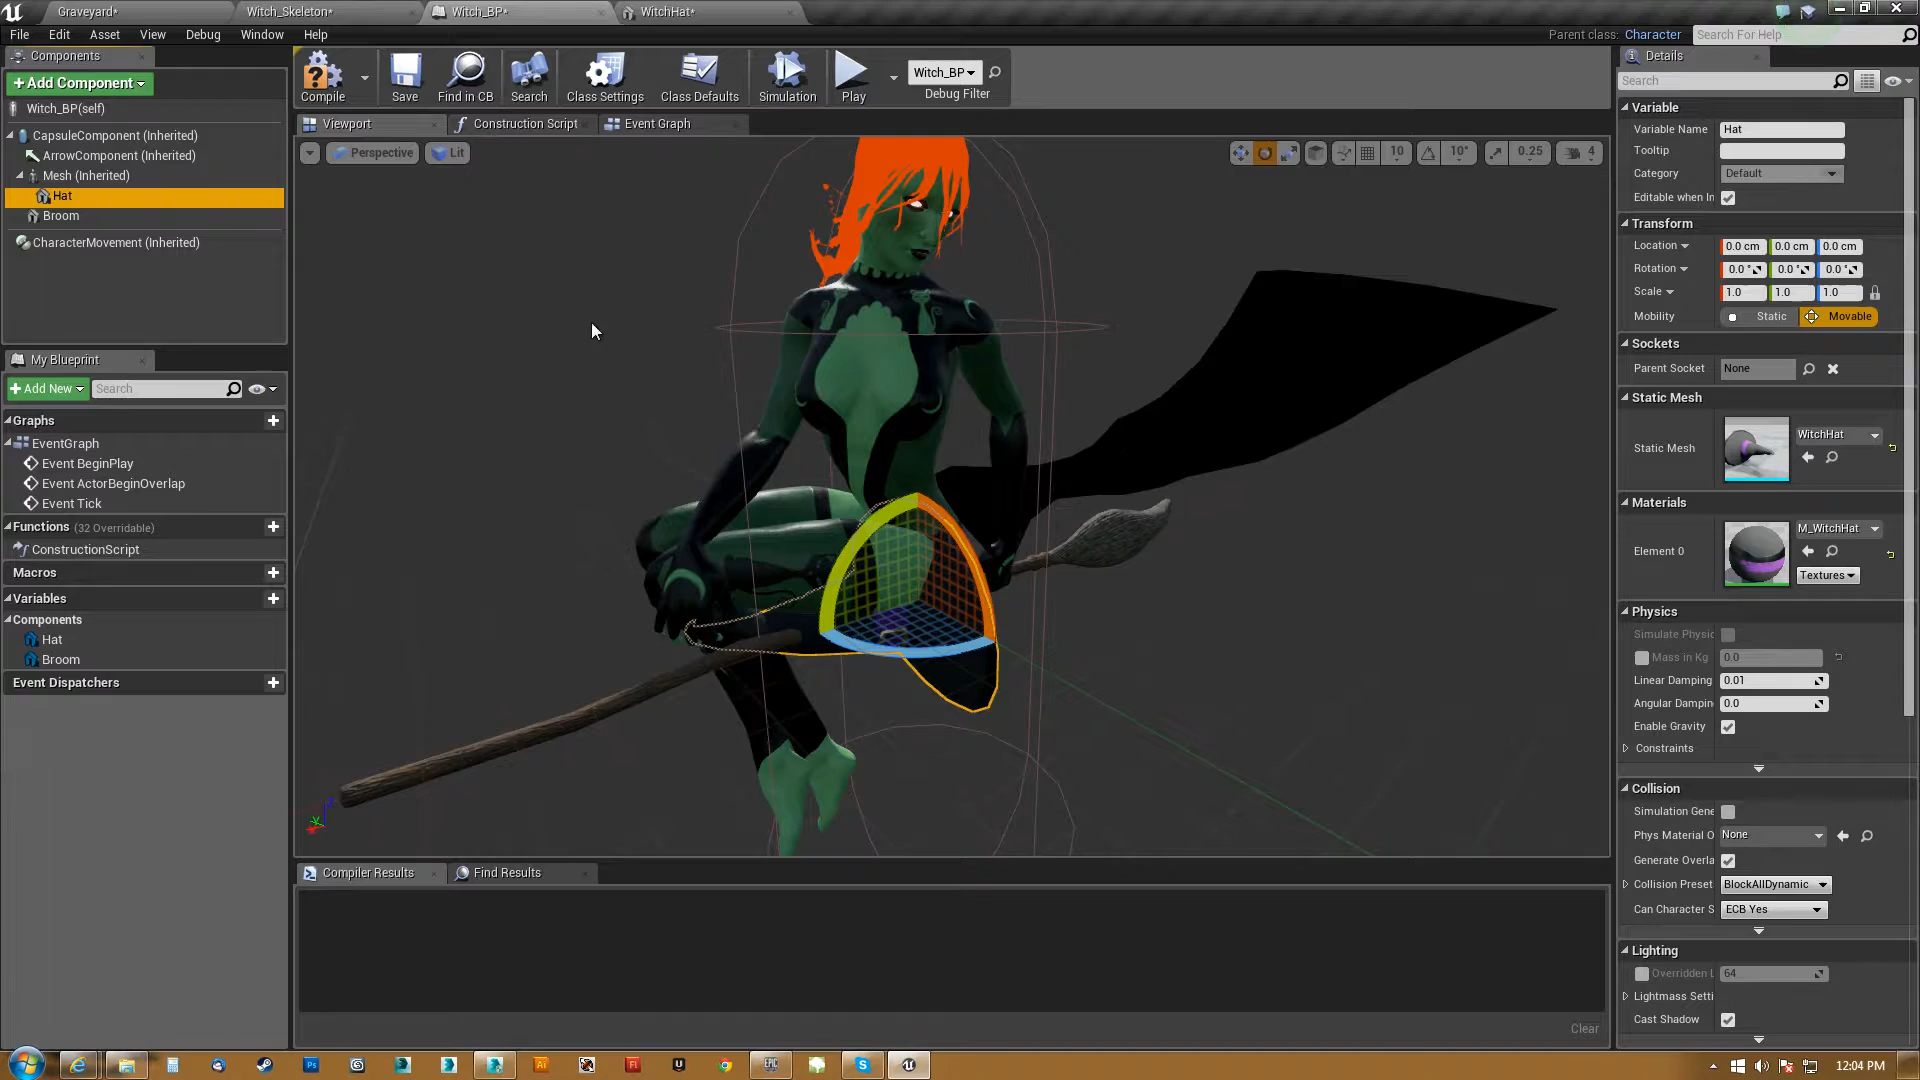 Graveyard*
Witch_Skeleton*
Witch_BP*
WitchHat*
File Edit Asset View Debug Window Help
Parent class: Character
Search For Help
Components
+Add Component
Witch_BP(self)
CapsuleComponent (Inherited)
ArrowComponent (Inherited)
Mesh (Inherited)
Hat
Broom
CharacterMovement (Inherited)
My Blueprint
+Add New
Search
Graphs
EventGraph
Event BeginPlay
Event ActorBeginOverlap
Event Tick
Functions (32 Overridable)
ConstructionScript
Macros
Variables
Components
Hat
Broom
Event Dispatchers
Compile
Save
Find in CB
Search
Class Settings
Class Defaults
Simulation
Play
Witch_BP
Debug Filter
Viewport
Construction Script
Event Graph
Perspective
Lit
10
10°
0.25
4
Compiler Results
Find Results
Clear
Details
Search
Variable
Variable Name Hat
Tooltip
Category Default
Editable when In
Transform
Location 0.0 cm 0.0 cm 0.0 cm
Rotation 0.0 ° 0.0 ° 0.0 °
Scale 1.0 1.0 1.0
Mobility Static Movable
Sockets
Parent Socket None
Static Mesh
Static Mesh WitchHat
Materials
Element 0 M_WitchHat
Textures
Physics
Simulate Physic
Mass in Kg 0.0
Linear Damping 0.01
Angular Dampin 0.0
Enable Gravity
Constraints
Collision
Simulation Gene
Phys Material O None
Generate Overla
Collision Preset BlockAllDynamic
Can Character S ECB Yes
Lighting
Overridden L 64
Lightmass Setti
Cast Shadow
12:04 PM